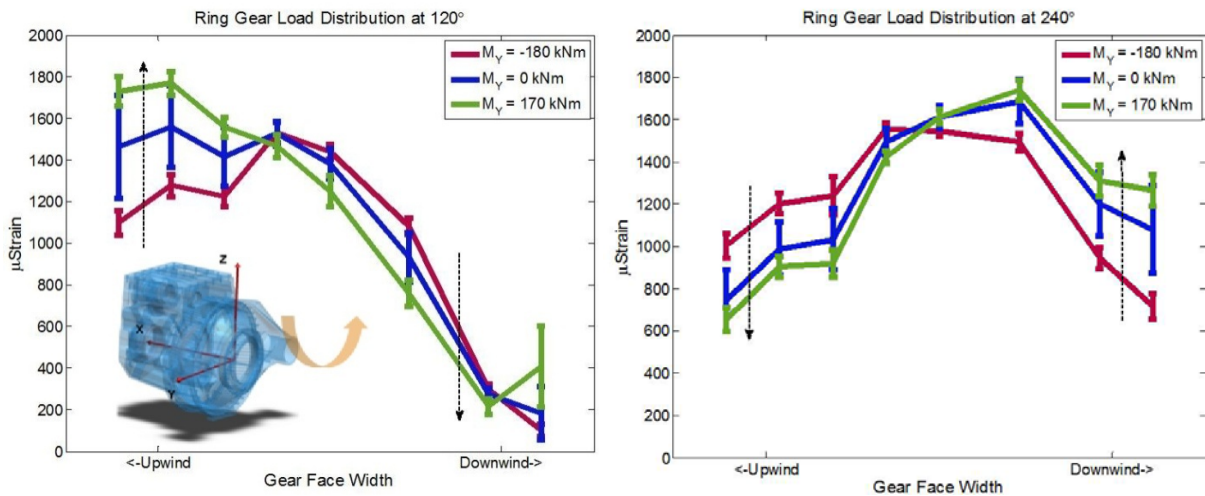 Ring Gear Load Distribution at 120°
2000
1800
1600
1400
1200
1000
800
600
400
200
0
μStrain
M_Y = -180 kNm
M_Y = 0 kNm
M_Y = 170 kNm
Z
X
Y
<-Upwind
Downwind->
Gear Face Width
Ring Gear Load Distribution at 240°
2000
1800
1600
1400
1200
1000
800
600
400
200
0
μStrain
M_Y = -180 kNm
M_Y = 0 kNm
M_Y = 170 kNm
<-Upwind
Downwind->
Gear Face Width